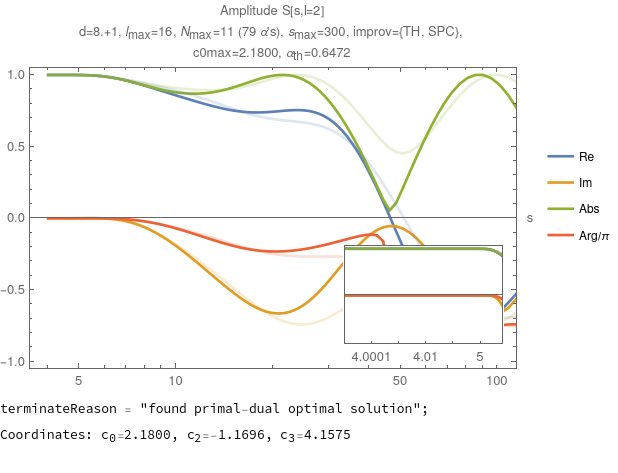 Amplitude S[s,l=2]
d=8.+1, lmax=16, Nmax=11 (79 α's), smax=300, improv={TH, SPC},
c0max=2.1800, αth=0.6472
1.0
0.5
0.0
-0.5
-1.0
5
10
50
100
s
4.0001
4.01
5
Re
Im
Abs
Arg/π
terminateReason = "found primal-dual optimal solution";
Coordinates: c0=2.1800, c2=-1.1696, c3=4.1575